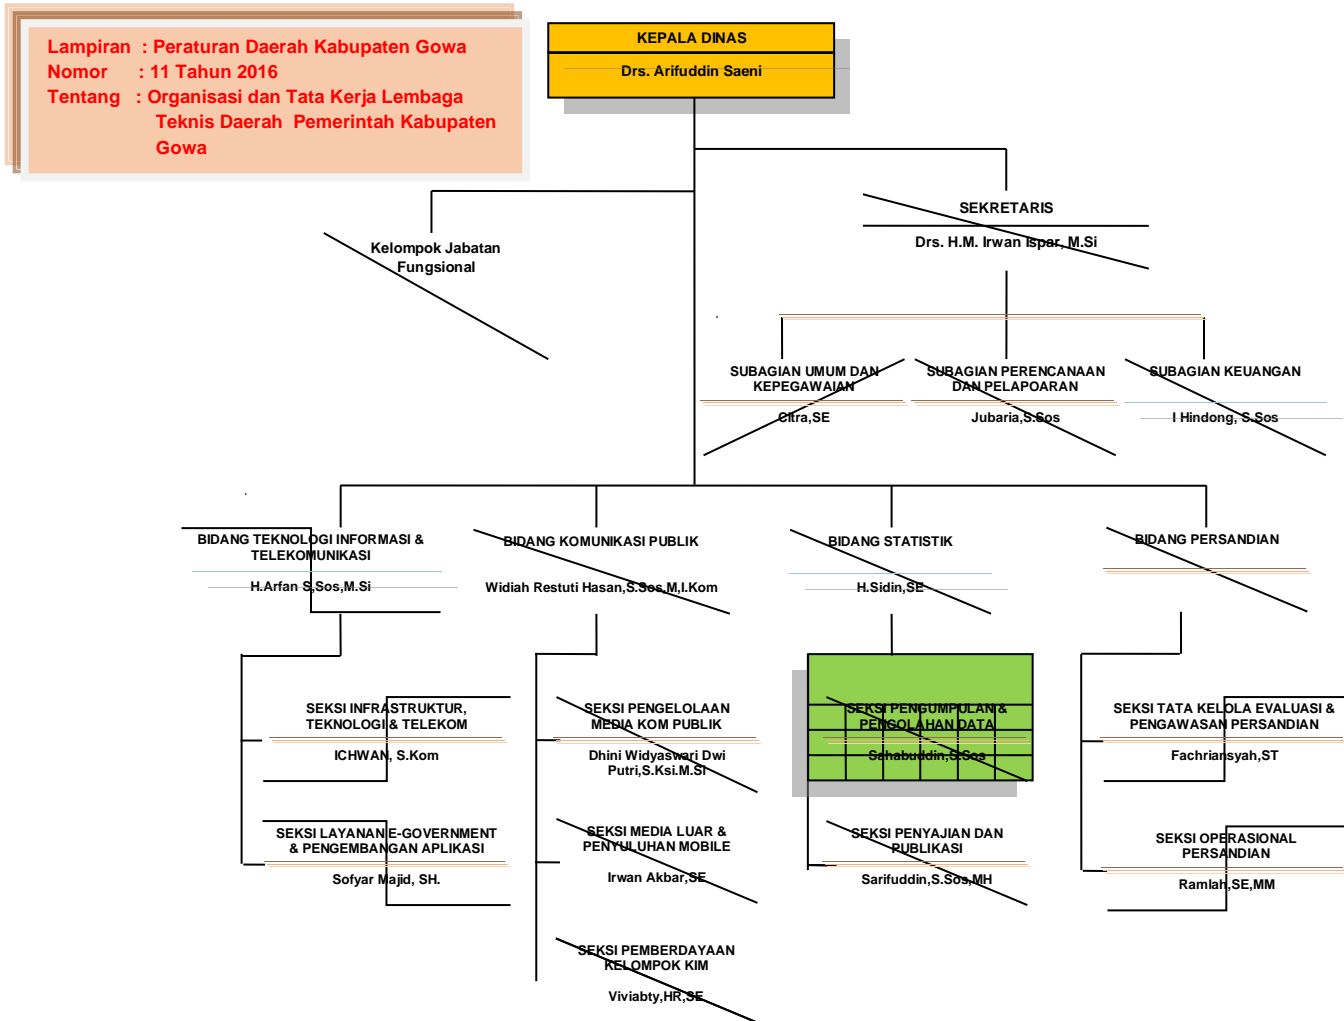 Lampiran : Peraturan Daerah Kabupaten Gowa
Nomor : 11 Tahun 2016
Tentang : Organisasi dan Tata Kerja Lembaga
Teknis Daerah Pemerintah Kabupaten
Gowa
KEPALA DINAS
Drs. Arifuddin Saeni
SEKRETARIS
Drs. H.M. Irwan Ispar, M.Si
Kelompok Jabatan
Fungsional
SUBAGIAN UMUM DAN
KEPEGAWAIAN
Citra,SE
SUBAGIAN PERENCANAAN
DAN PELAPOARAN
Jubaria,S.Sos
SUBAGIAN KEUANGAN
I Hindong, S.Sos
BIDANG TEKNOLOGI INFORMASI &
TELEKOMUNIKASI
H.Arfan S,Sos,M.Si
BIDANG KOMUNIKASI PUBLIK
Widiah Restuti Hasan,S.Sos,M,I.Kom
BIDANG STATISTIK
H.Sidin,SE
BIDANG PERSANDIAN
SEKSI INFRASTRUKTUR,
TEKNOLOGI & TELEKOM
ICHWAN, S.Kom
SEKSI PENGELOLAAN
MEDIA KOM PUBLIK
Dhini Widyaswari Dwi
Putri,S.Ksi.M.SI
SEKSI PENGUMPULAN &
PENGOLAHAN DATA
Sahabuddin,S.Sos
SEKSI TATA KELOLA EVALUASI &
PENGAWASAN PERSANDIAN
Fachriansyah,ST
SEKSI LAYANAN E-GOVERNMENT
& PENGEMBANGAN APLIKASI
Sofyar Majid, SH.
SEKSI MEDIA LUAR &
PENYULUHAN MOBILE
Irwan Akbar,SE
SEKSI PENYAJIAN DAN
PUBLIKASI
Sarifuddin,S.Sos,MH
SEKSI OPERASIONAL
PERSANDIAN
Ramlah,SE,MM
SEKSI PEMBERDAYAAN
KELOMPOK KIM
Viviabty,HR,SE